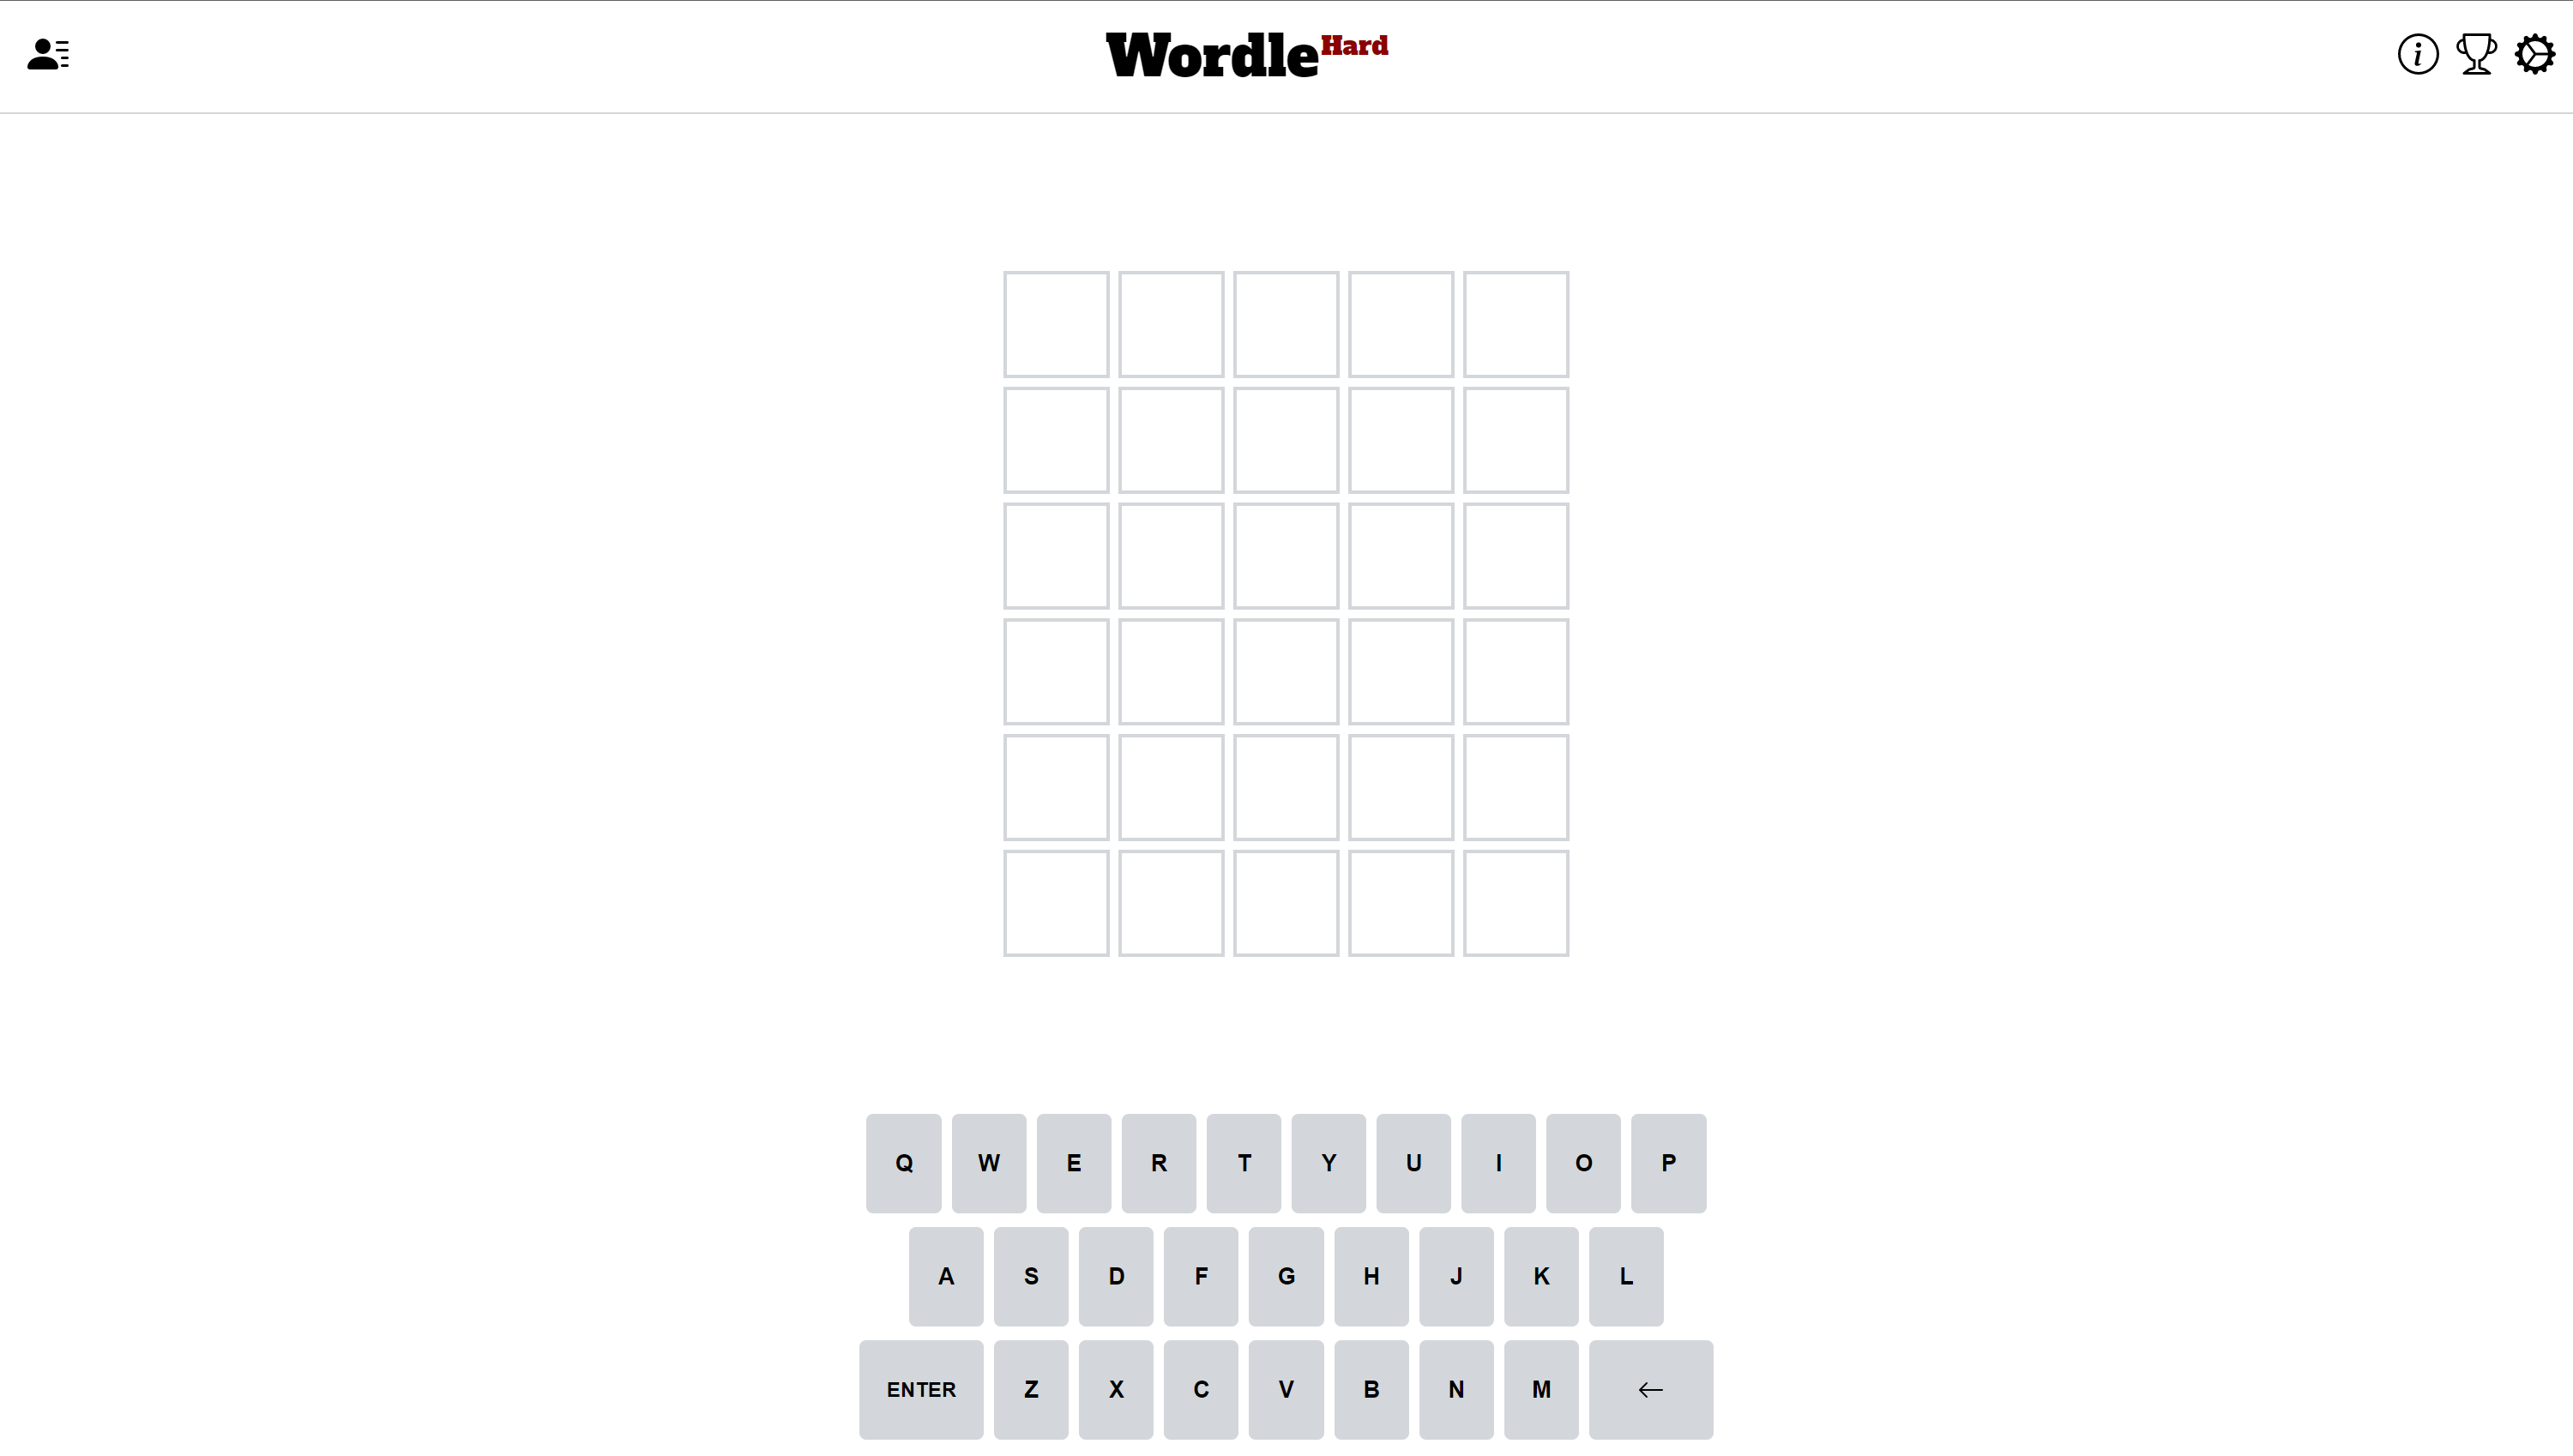 Wordle Hard
Q W E R T Y U I O P
A S D F G H J K L
ENTER Z X C V B N M ←